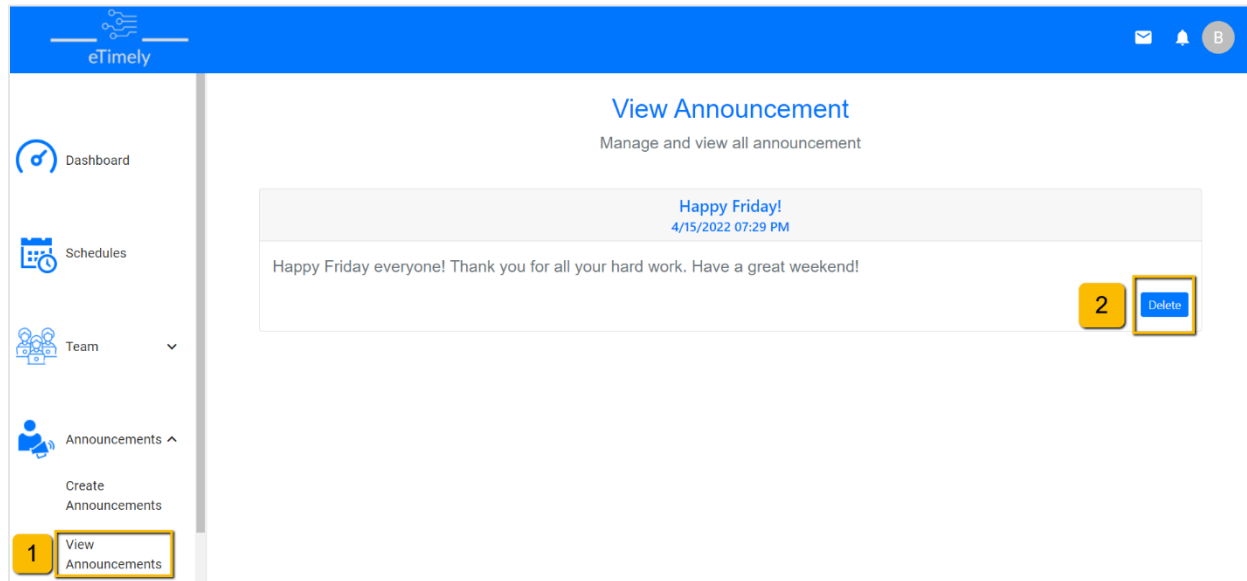 eTimely
B
View Announcement
Manage and view all announcement
Dashboard
Happy Friday!
4/15/2022 07:29 PM
Schedules
Happy Friday everyone! Thank you for all your hard work. Have a great weekend!
2
Delete
Team
Announcements
Create
Announcements
1
View
Announcements